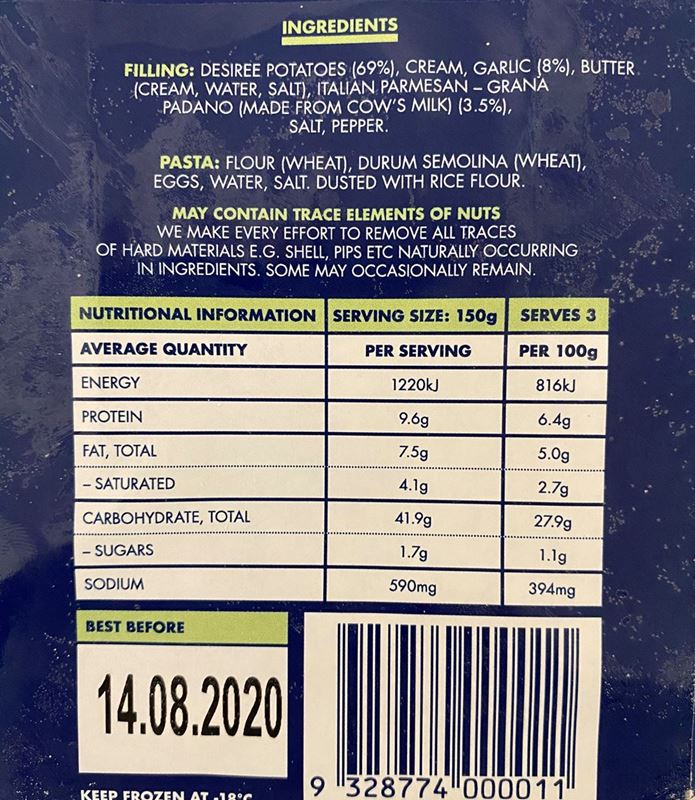 INGREDIENTS
FILLING: DESIREE POTATOES (69%), CREAM, GARLIC (8%), BUTTER
(CREAM, WATER, SALT), ITALIAN PARMESAN – GRANA
PADANO (MADE FROM COW'S MILK) (3.5%),
SALT, PEPPER.
PASTA: FLOUR (WHEAT), DURUM SEMOLINA (WHEAT),
EGGS, WATER, SALT. DUSTED WITH RICE FLOUR.
MAY CONTAIN TRACE ELEMENTS OF NUTS
WE MAKE EVERY EFFORT TO REMOVE ALL TRACES
OF HARD MATERIALS E.G. SHELL, PIPS ETC NATURALLY OCCURRING
IN INGREDIENTS. SOME MAY OCCASIONALLY REMAIN.
NUTRITIONAL INFORMATION SERVING SIZE: 150g SERVES 3
AVERAGE QUANTITY PER SERVING PER 100g
ENERGY 1220kJ 816kJ
PROTEIN 9.6g 6.4g
FAT, TOTAL 7.5g 5.0g
– SATURATED 4.1g 2.7g
CARBOHYDRATE, TOTAL 41.9g 27.9g
– SUGARS 1.7g 1.1g
SODIUM 590mg 394mg
BEST BEFORE
14.08.2020
KEEP FROZEN AT -18°C
9 328774 000011